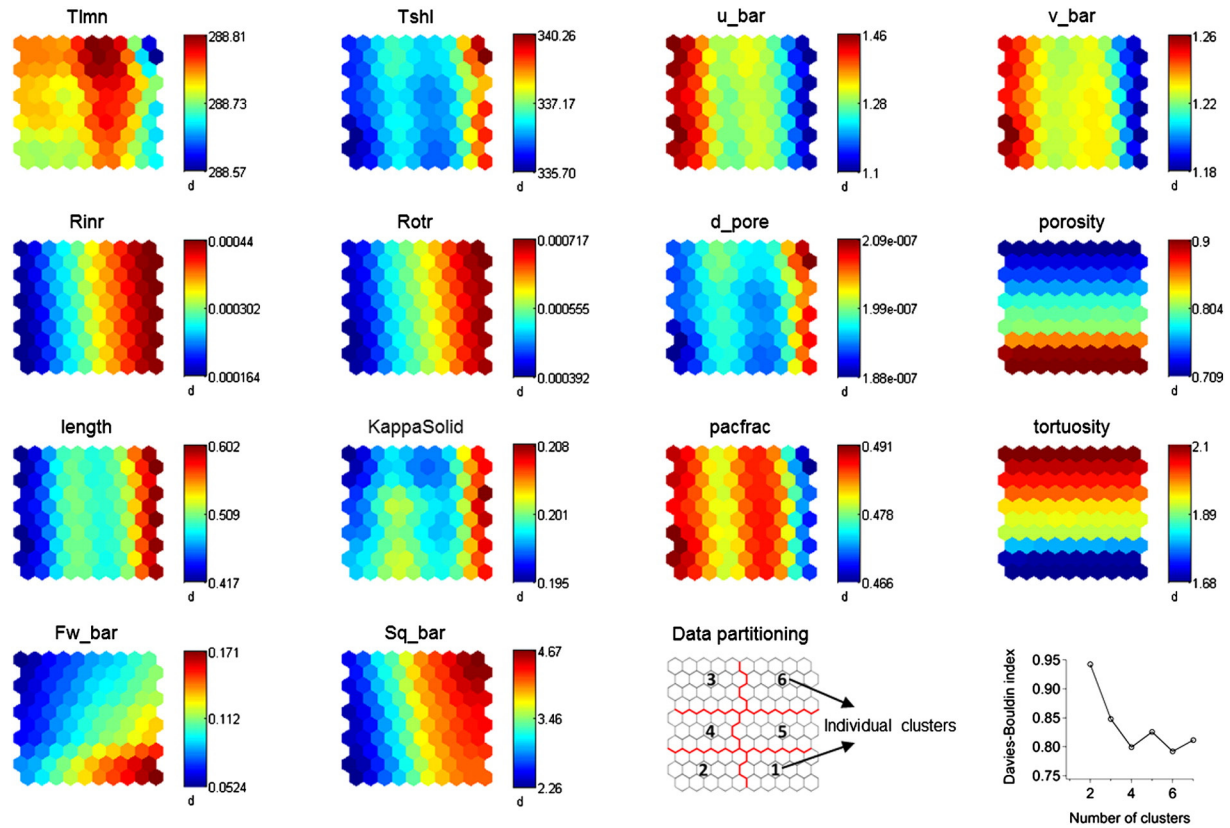 Tlmn
288.81
288.73
288.57
d
Tshl
340.26
337.17
335.70
d
u_bar
1.46
1.28
1.1
d
v_bar
1.26
1.22
1.18
d
Rinr
0.00044
0.000302
0.000164
d
Rotr
0.000717
0.000555
0.000392
d
d_pore
2.09e-007
1.99e-007
1.88e-007
d
porosity
0.9
0.804
0.709
d
length
0.602
0.509
0.417
d
KappaSolid
0.208
0.201
0.195
d
pacfrac
0.491
0.478
0.466
d
tortuosity
2.1
1.89
1.68
d
Fw_bar
0.171
0.112
0.0524
d
Sq_bar
4.67
3.46
2.26
d
Data partitioning
3
6
4
5
2
1
Individual clusters
Davies-Bouldin index
0.95
0.90
0.85
0.80
0.75
2
4
6
Number of clusters